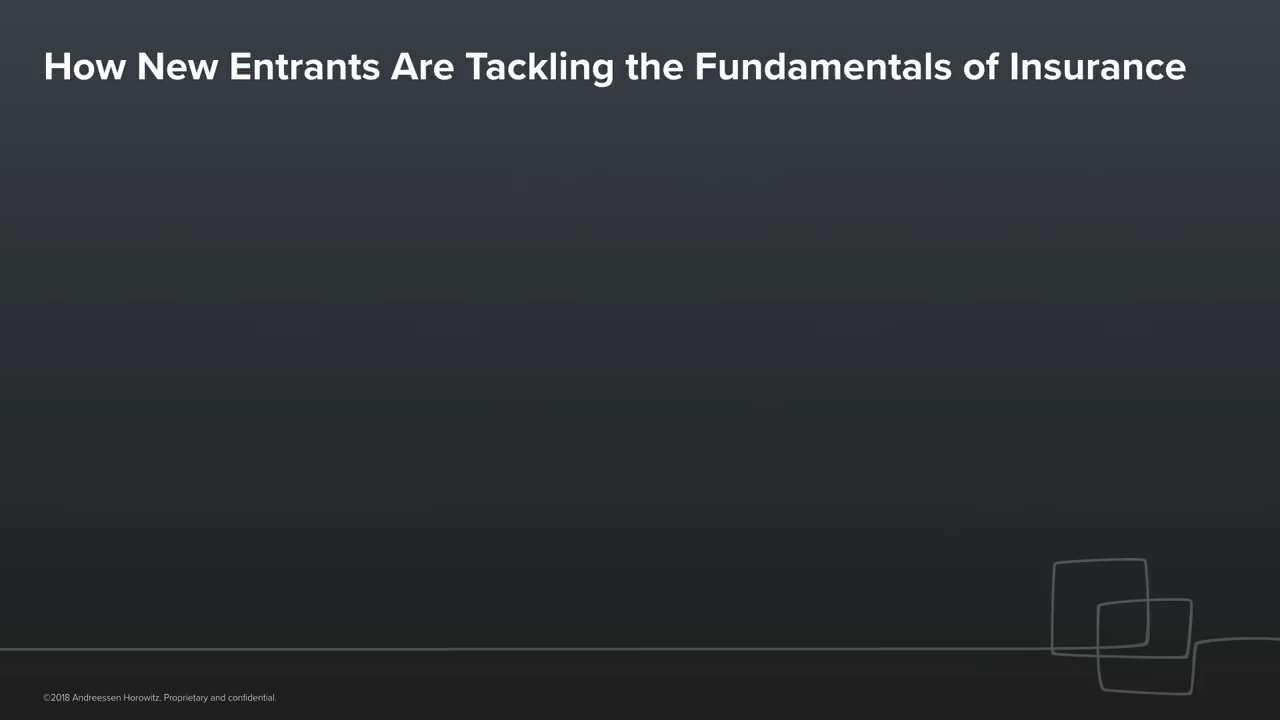 How New Entrants Are Tackling the Fundamentals of Insurance
©2018 Andreessen Horowitz. Proprietary and confidential.